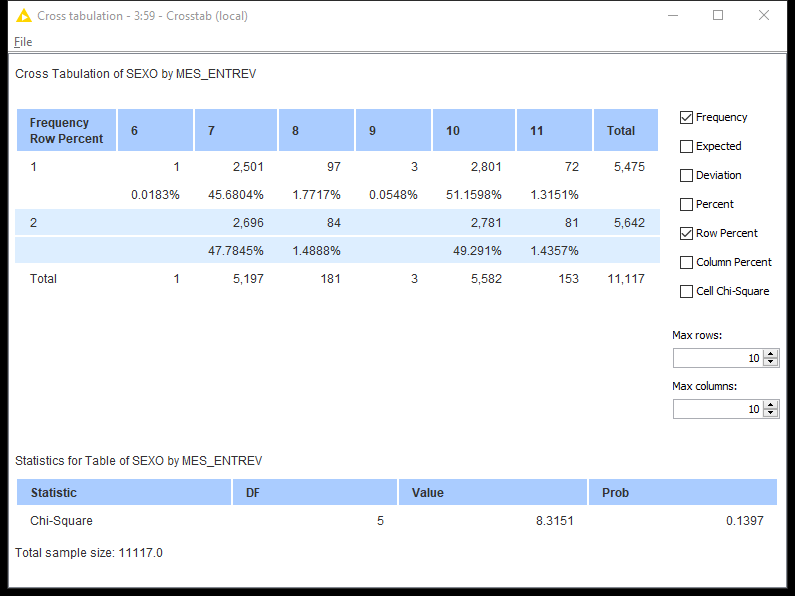 Cross tabulation - 3:59 - Crosstab (local)
File
Cross Tabulation of SEXO by MES_ENTREV
Frequency
Row Percent 6 7 8 9 10 11 Total
1 1 2,501 97 3 2,801 72 5,475
0.0183% 45.6804% 1.7717% 0.0548% 51.1598% 1.3151%
2 2,696 84 2,781 81 5,642
47.7845% 1.4888% 49.291% 1.4357%
Total 1 5,197 181 3 5,582 153 11,117
Frequency
Expected
Deviation
Percent
Row Percent
Column Percent
Cell Chi-Square
Max rows:
10
Max columns:
10
Statistics for Table of SEXO by MES_ENTREV
Statistic DF Value Prob
Chi-Square 5 8.3151 0.1397
Total sample size: 11117.0